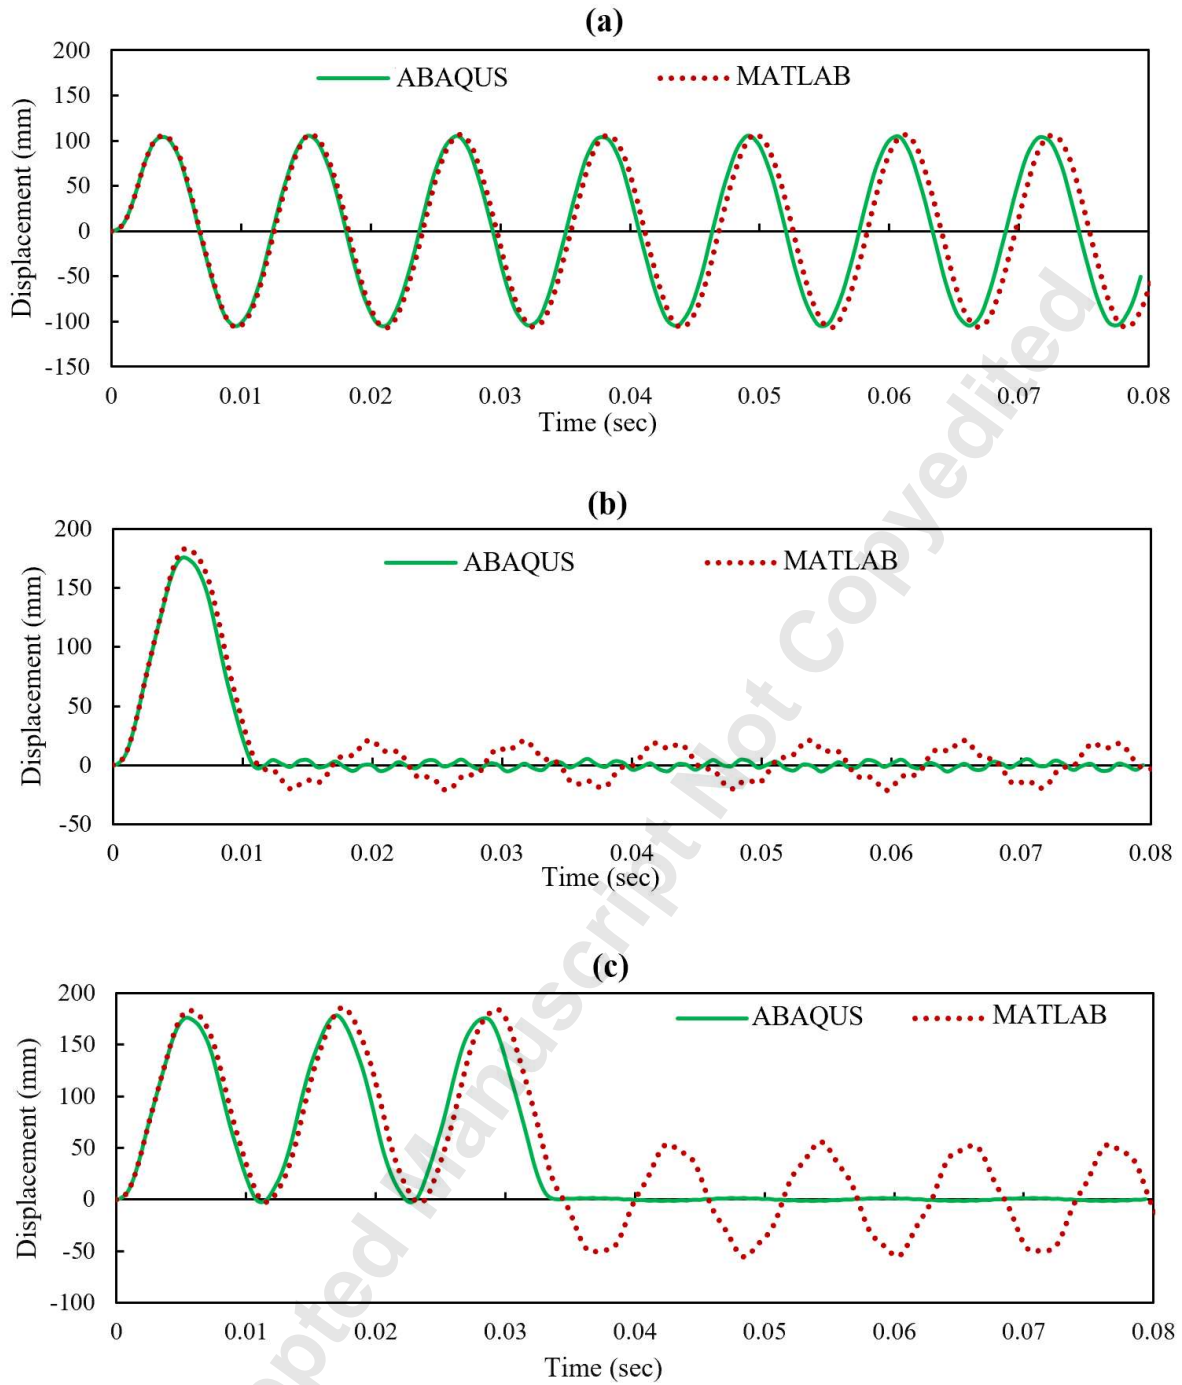 (a)
200
150
100
50
0
-50
-100
-150
Displacement (mm)
ABAQUS MATLAB
0 0.01 0.02 0.03 0.04 0.05 0.06 0.07 0.08
Time (sec)
(b)
200
150
100
50
0
-50
Displacement (mm)
ABAQUS MATLAB
0 0.01 0.02 0.03 0.04 0.05 0.06 0.07 0.08
Time (sec)
(c)
200
150
100
50
0
-50
-100
Displacement (mm)
ABAQUS MATLAB
0 0.01 0.02 0.03 0.04 0.05 0.06 0.07 0.08
Time (sec)
epted Manuscript Not Copyedited